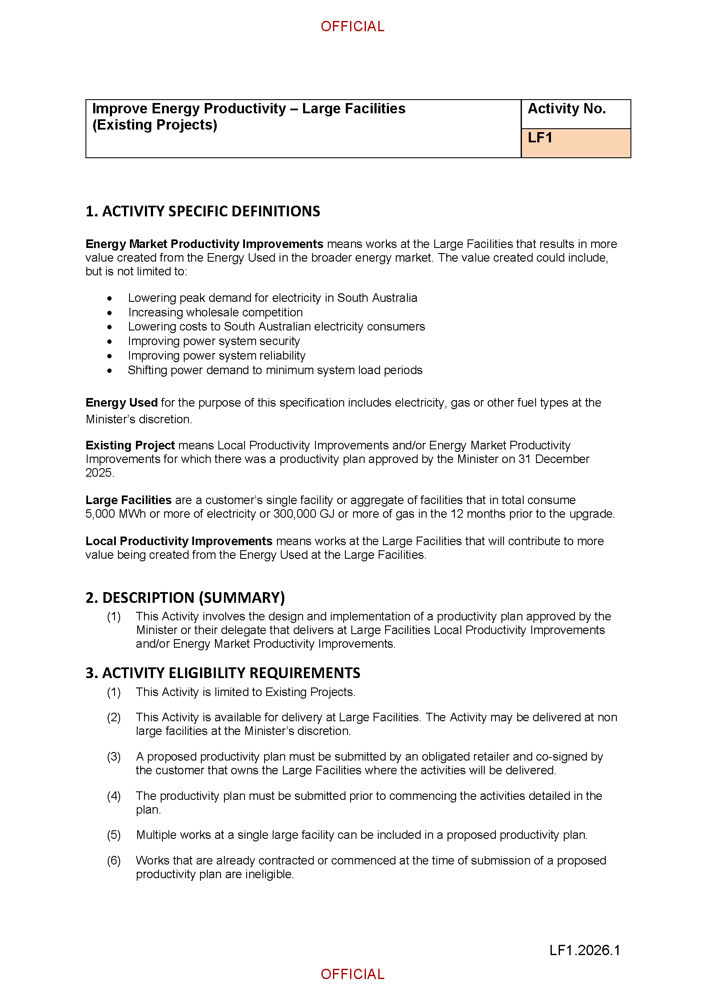 OFFICIAL
Improve Energy Productivity – Large Facilities
(Existing Projects)
Activity No.
LF1
1. ACTIVITY SPECIFIC DEFINITIONS
Energy Market Productivity Improvements means works at the Large Facilities that results in more
value created from the Energy Used in the broader energy market. The value created could include,
but is not limited to:
• Lowering peak demand for electricity in South Australia
• Increasing wholesale competition
• Lowering costs to South Australian electricity consumers
• Improving power system security
• Improving power system reliability
• Shifting power demand to minimum system load periods
Energy Used for the purpose of this specification includes electricity, gas or other fuel types at the
Minister’s discretion.
Existing Project means Local Productivity Improvements and/or Energy Market Productivity
Improvements for which there was a productivity plan approved by the Minister on 31 December
2025.
Large Facilities are a customer’s single facility or aggregate of facilities that in total consume
5,000 MWh or more of electricity or 300,000 GJ or more of gas in the 12 months prior to the upgrade.
Local Productivity Improvements means works at the Large Facilities that will contribute to more
value being created from the Energy Used at the Large Facilities.
2. DESCRIPTION (SUMMARY)
(1) This Activity involves the design and implementation of a productivity plan approved by the
Minister or their delegate that delivers at Large Facilities Local Productivity Improvements
and/or Energy Market Productivity Improvements.
3. ACTIVITY ELIGIBILITY REQUIREMENTS
(1) This Activity is limited to Existing Projects.
(2) This Activity is available for delivery at Large Facilities. The Activity may be delivered at non
large facilities at the Minister’s discretion.
(3) A proposed productivity plan must be submitted by an obligated retailer and co-signed by
the customer that owns the Large Facilities where the activities will be delivered.
(4) The productivity plan must be submitted prior to commencing the activities detailed in the
plan.
(5) Multiple works at a single large facility can be included in a proposed productivity plan.
(6) Works that are already contracted or commenced at the time of submission of a proposed
productivity plan are ineligible.
LF1.2026.1
OFFICIAL